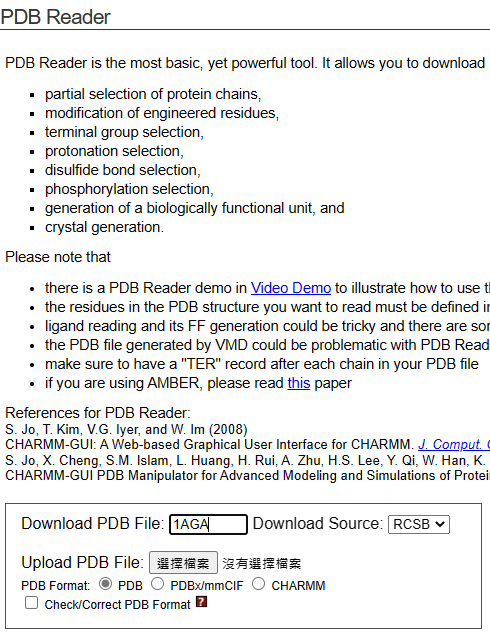 PDB Reader
PDB Reader is the most basic, yet powerful tool. It allows you to download
partial selection of protein chains,
modification of engineered residues,
terminal group selection,
protonation selection,
disulfide bond selection,
phosphorylation selection,
generation of a biologically functional unit, and
crystal generation.
Please note that
there is a PDB Reader demo in Video Demo to illustrate how to use
the residues in the PDB structure you want to read must be defined
ligand reading and its FF generation could be tricky and there are
the PDB file generated by VMD could be problematic with PDB
make sure to have a "TER" record after each chain in your PDB file
if you are using AMBER, please read this paper
References for PDB Reader:
S. Jo, T. Kim, V.G. Iyer, and W. Im (2008)
CHARMM-GUI: A Web-based Graphical User Interface for CHARMM. J. Comput.
S. Jo, X. Cheng, S.M. Islam, L. Huang, H. Rui, A. Zhu, H.S. Lee, Y. Qi, W. Han, K.
CHARMM-GUI PDB Manipulator for Advanced Modeling and Simulations of
Download PDB File: 1AGA Download Source: RCSB
Upload PDB File: 選擇檔案 沒有選擇檔案
PDB Format: PDB PDBx/mmCIF CHARMM
Check/Correct PDB Format ?